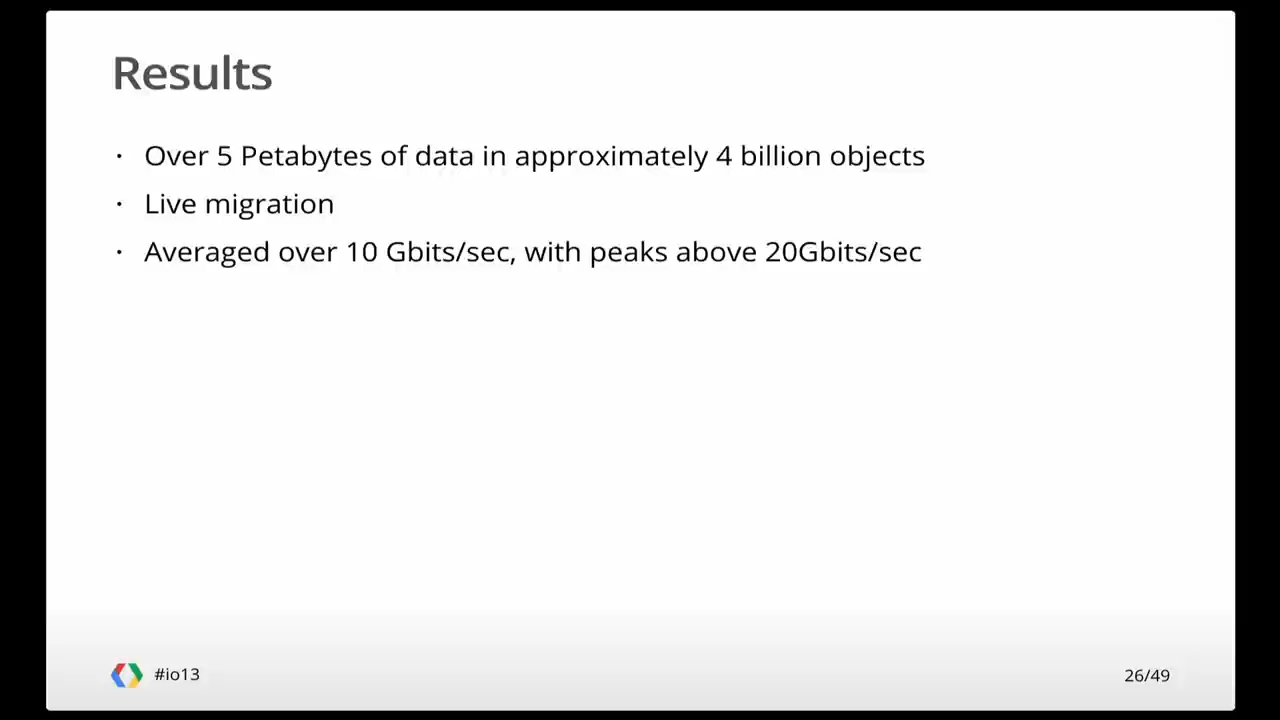 Results
· Over 5 Petabytes of data in approximately 4 billion objects
· Live migration
· Averaged over 10 Gbits/sec, with peaks above 20Gbits/sec
#io13
26/49